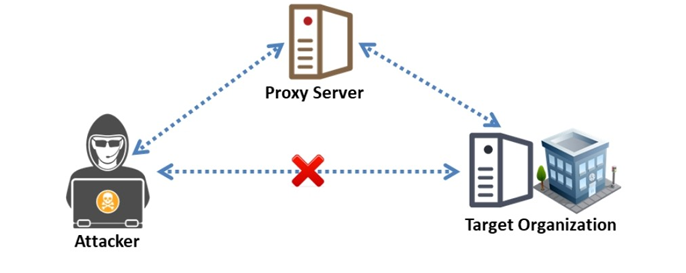 Proxy Server
Attacker
Target Organization